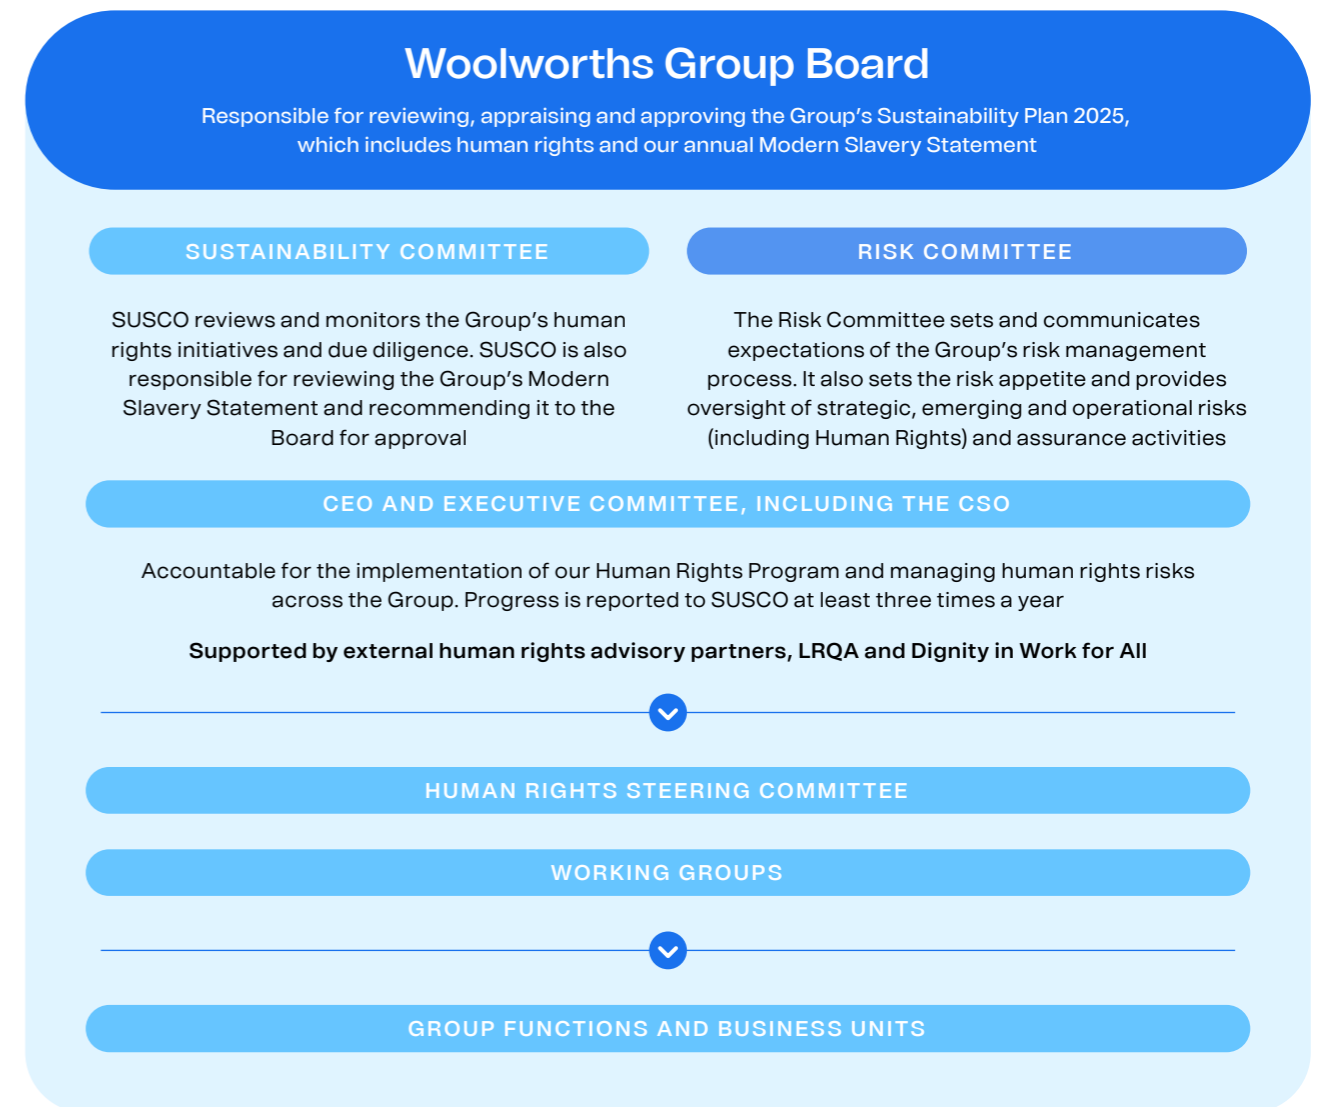 Woolworths Group Board
Responsible for reviewing, appraising and approving the Group's Sustainability Plan 2025,
which includes human rights and our annual Modern Slavery Statement
SUSTAINABILITY COMMITTEE
SUSCO reviews and monitors the Group's human
rights initiatives and due diligence. SUSCO is also
responsible for reviewing the Group's Modern
Slavery Statement and recommending it to the
Board for approval
RISK COMMITTEE
The Risk Committee sets and communicates
expectations of the Group's risk management
process. It also sets the risk appetite and provides
oversight of strategic, emerging and operational risks
(including Human Rights) and assurance activities
CEO AND EXECUTIVE COMMITTEE, INCLUDING THE CSO
Accountable for the implementation of our Human Rights Program and managing human rights risks
across the Group. Progress is reported to SUSCO at least three times a year
Supported by external human rights advisory partners, LRQA and Dignity in Work for All
HUMAN RIGHTS STEERING COMMITTEE
WORKING GROUPS
GROUP FUNCTIONS AND BUSINESS UNITS